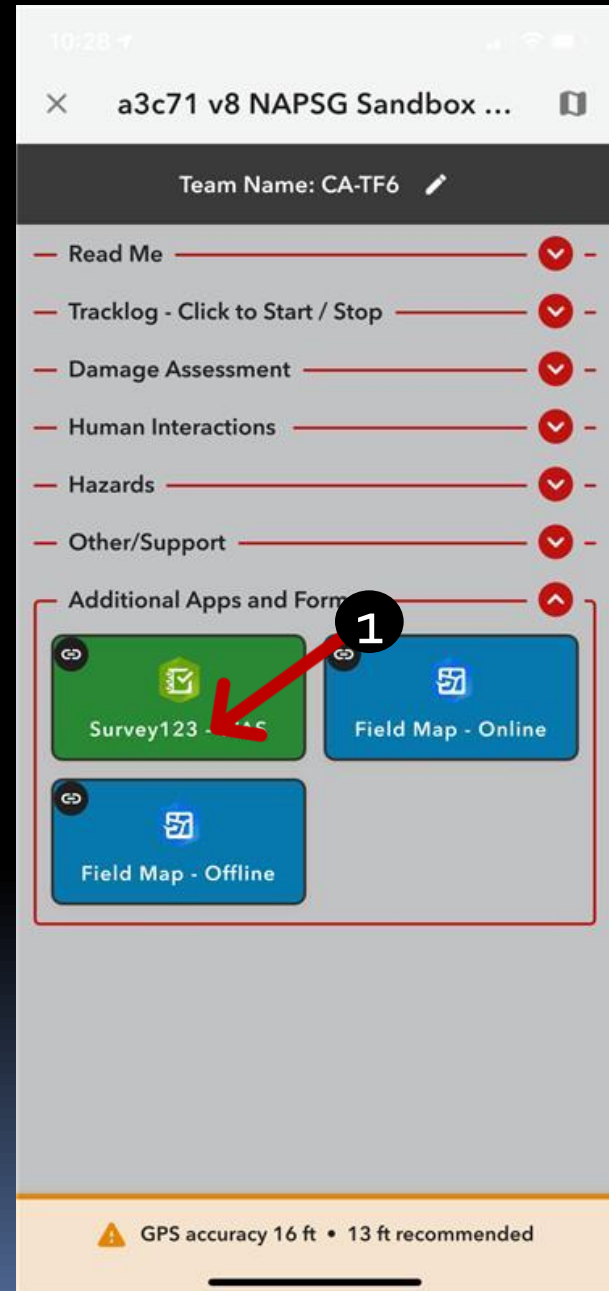 10:28
a3c71 v8 NAPSG Sandbox ...
Team Name: CA-TF6
Read Me
Tracklog - Click to Start / Stop
Damage Assessment
Human Interactions
Hazards
Other/Support
Additional Apps and Form
1
Survey123 -
Field Map - Online
Field Map - Offline
GPS accuracy 16 ft • 13 ft recommended